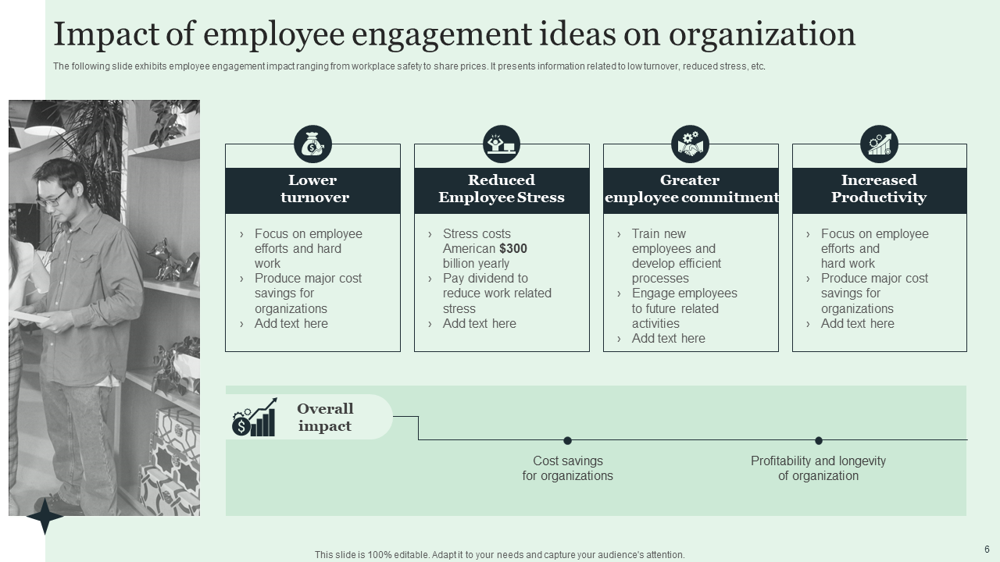 Impact of employee engagement ideas on organization
The following slide exhibits employee engagement impact ranging from workplace safety to share prices. It presents information related to low turnover, reduced stress, etc.
Lower
turnover
› Focus on employee
efforts and hard
work
› Produce major cost
savings for
organizations
› Add text here
Reduced
Employee Stress
› Stress costs
American $300
billion yearly
› Pay dividend to
reduce work related
stress
› Add text here
Greater
employee commitment
› Train new
employees and
develop efficient
processes
› Engage employees
to future related
activities
› Add text here
Increased
Productivity
› Focus on employee
efforts and
hard work
› Produce major cost
savings for
organizations
› Add text here
Overall
impact
Cost savings
for organizations
Profitability and longevity
of organization
This slide is 100% editable. Adapt it to your needs and capture your audience's attention.
6